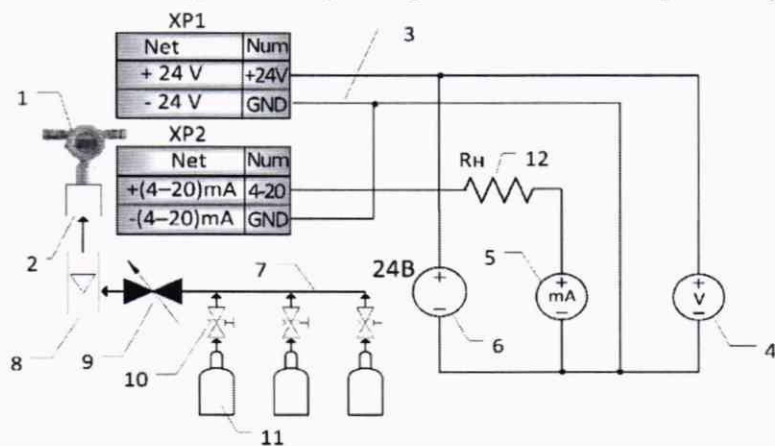 XP1
Net Num
+ 24 V +24V
- 24 V GND
3
1
XP2
Net Num
+(4–20)mA 4-20
-(4–20)mA GND
Rн 12
2
7
24В
5
+
mA
−
+
−
+
V
−
8
9
10
6
4
11